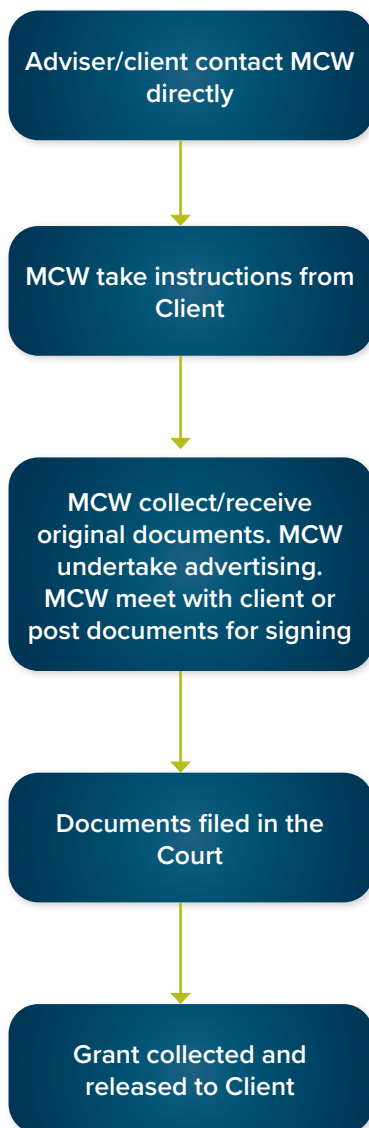 Adviser/client contact MCW
directly
MCW take instructions from
Client
MCW collect/receive
original documents. MCW
undertake advertising.
MCW meet with client or
post documents for signing
Documents filed in the
Court
Grant collected and
released to Client